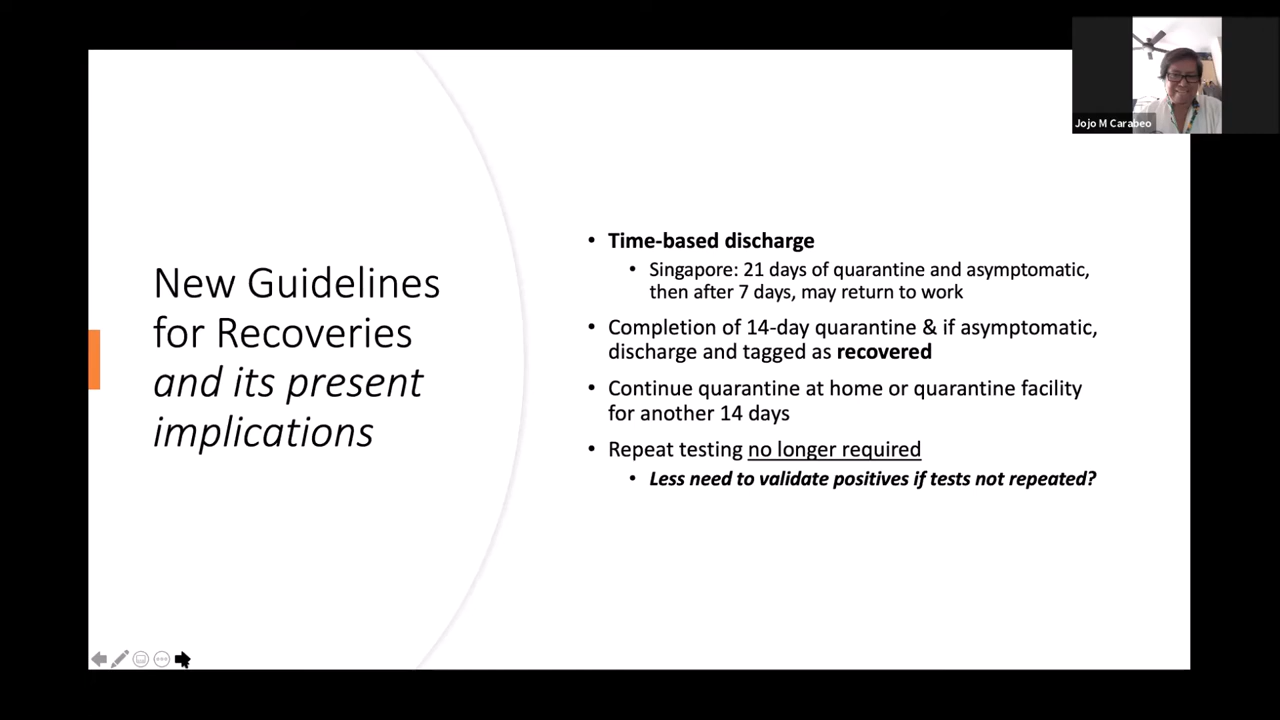 Jojo M Carabeo
New Guidelines
for Recoveries
and its present
implications
• Time-based discharge
• Singapore: 21 days of quarantine and asymptomatic,
then after 7 days, may return to work
• Completion of 14-day quarantine & if asymptomatic,
discharge and tagged as recovered
• Continue quarantine at home or quarantine facility
for another 14 days
• Repeat testing no longer required
• Less need to validate positives if tests not repeated?